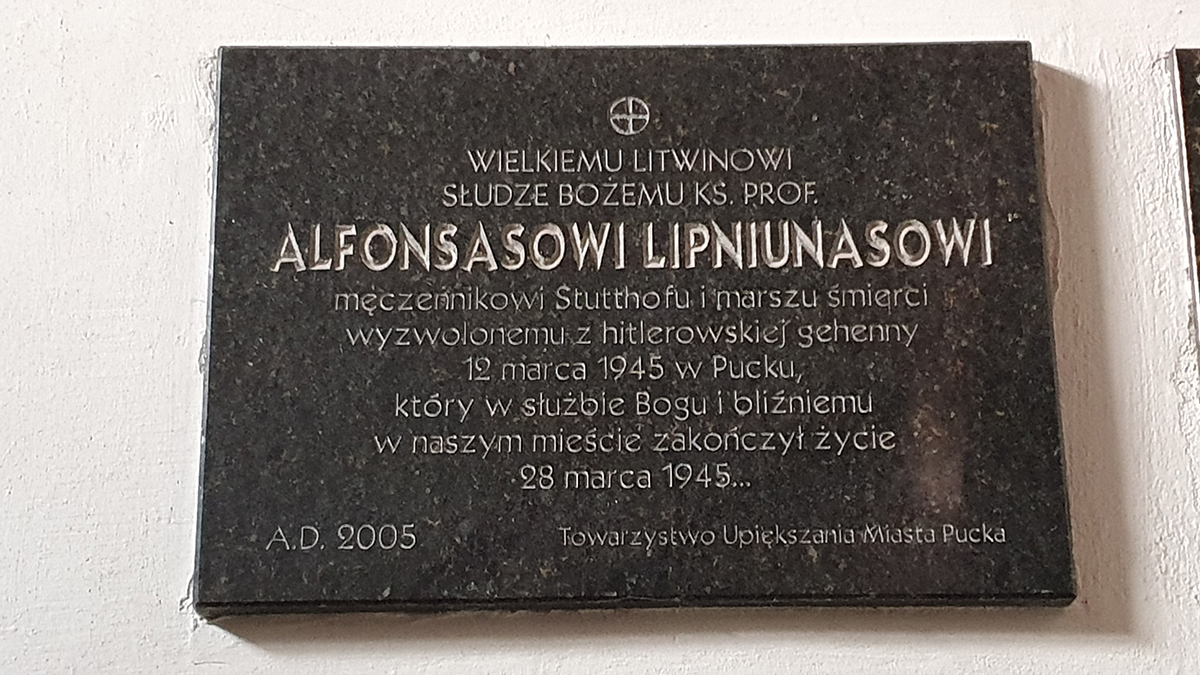 WIELKIEMU LITWINOWI
SŁUDZE BOŻEMU KS. PROF.
ALFONSASOWI LIPNIUNASOWI
męczennikowi Stutthofu i marszu śmierci
wyzwolonemu z hitlerowskiej gehenny
12 marca 1945 w Pucku,
który w służbie Bogu i bliźniemu
w naszym mieście zakończył życie
28 marca 1945...
A.D. 2005 Towarzystwo Upiększania Miasta Pucka